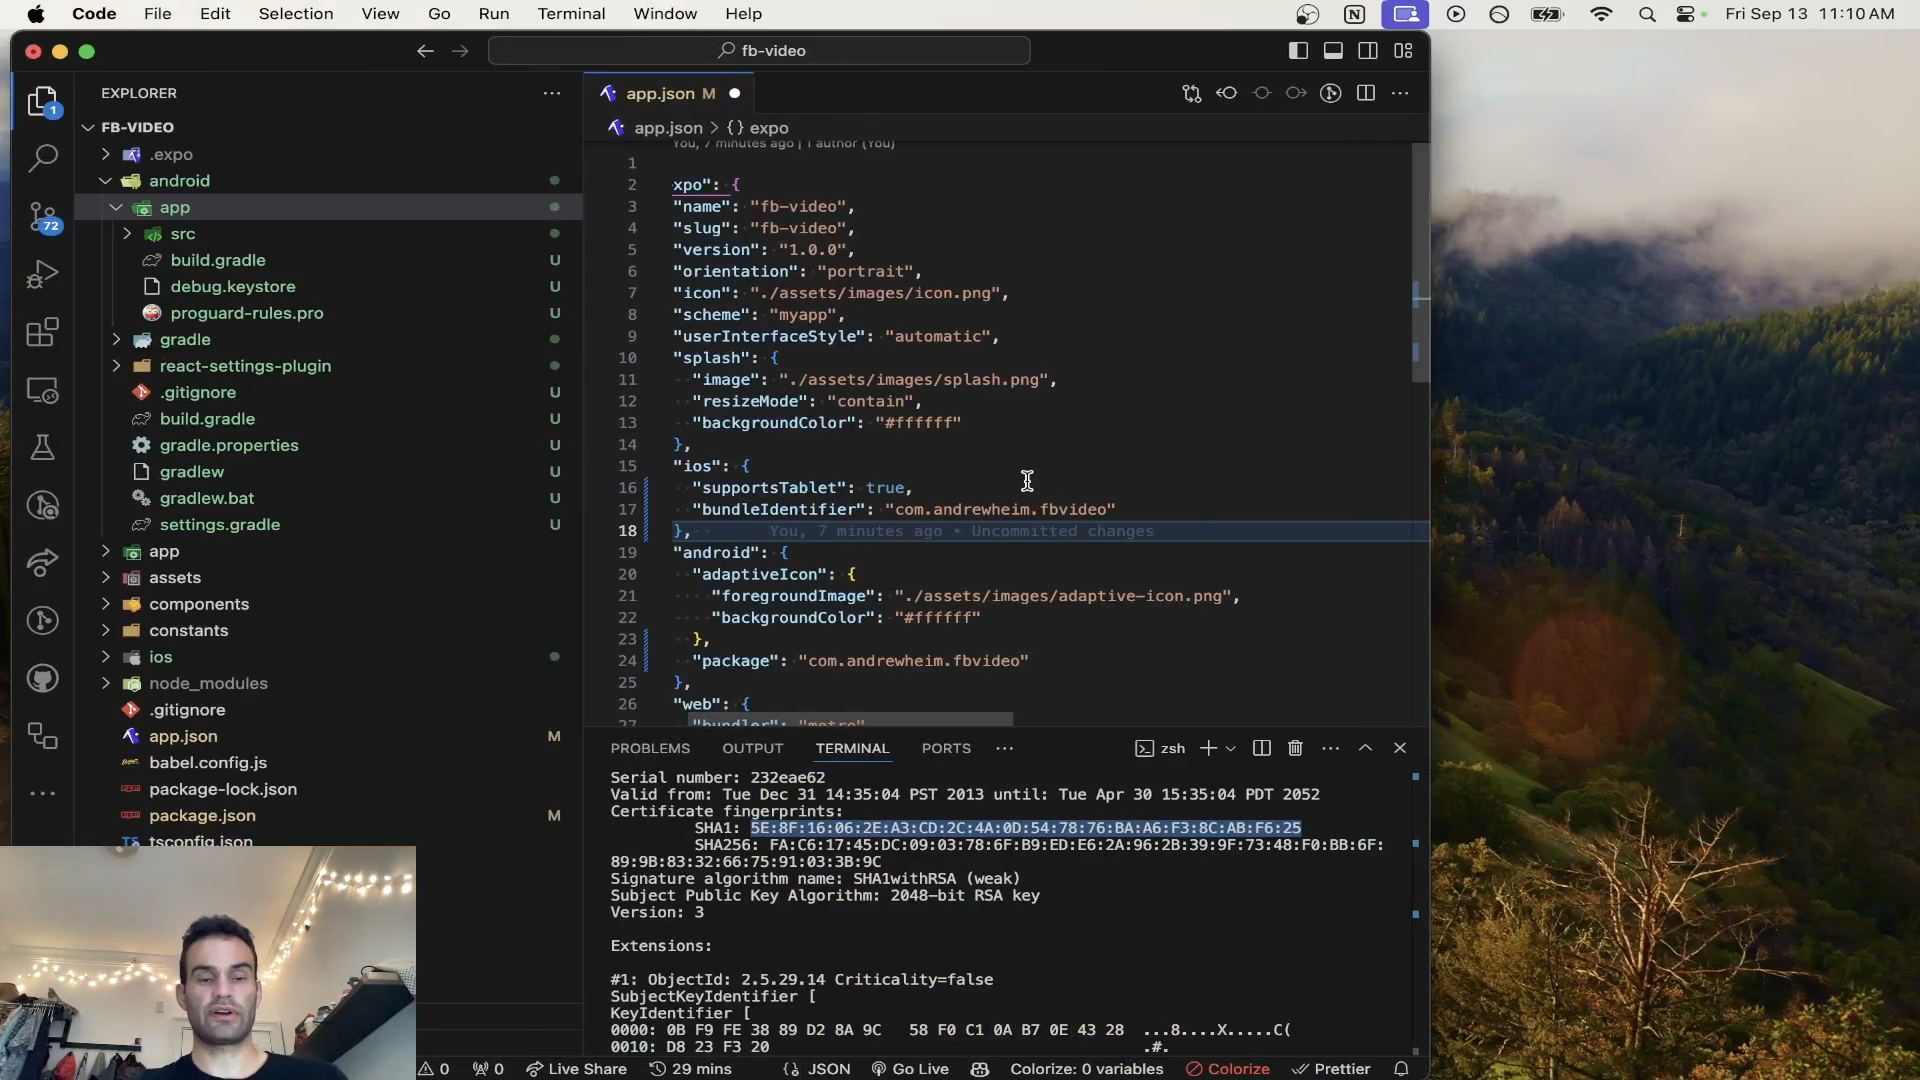 Code File Edit Selection View Go Run Terminal Window Help Fri Sep 13 11:10 AM
fb-video
EXPLORER
FB-VIDEO
.expo
android
app
src
build.gradle U
debug.keystore U
proguard-rules.pro U
gradle
react-settings-plugin
.gitignore U
build.gradle U
gradle.properties U
gradlew U
gradlew.bat U
settings.gradle U
app
assets
components
constants
ios
node_modules
.gitignore
app.json M
babel.config.js
package-lock.json
package.json M
tsconfig.json
1
72
app.json M
app.json > {} expo
You, 7 minutes ago | 1 author (You)
1
2 xpo": {
3 "name": "fb-video",
4 "slug": "fb-video",
5 "version": "1.0.0",
6 "orientation": "portrait",
7 "icon": "./assets/images/icon.png",
8 "scheme": "myapp",
9 "userInterfaceStyle": "automatic",
10 "splash": {
11 "image": "./assets/images/splash.png",
12 "resizeMode": "contain",
13 "backgroundColor": "#ffffff"
14 },
15 "ios": {
16 "supportsTablet": true,
17 "bundleIdentifier": "com.andrewheim.fbvideo"
18 }, You, 7 minutes ago • Uncommitted changes
19 "android": {
20 "adaptiveIcon": {
21 "foregroundImage": "./assets/images/adaptive-icon.png",
22 "backgroundColor": "#ffffff"
23 },
24 "package": "com.andrewheim.fbvideo"
25 },
26 "web": {
27 "bundler": "metro"
PROBLEMS OUTPUT TERMINAL PORTS zsh
Serial number: 232eae62
Valid from: Tue Dec 31 14:35:04 PST 2013 until: Tue Apr 30 15:35:04 PDT 2052
Certificate fingerprints:
SHA1: 5E:8F:16:06:2E:A3:CD:2C:4A:0D:54:78:76:BA:A6:F3:8C:AB:F6:25
SHA256: FA:C6:17:45:DC:09:03:78:6F:B9:ED:E6:2A:96:2B:39:9F:73:48:F0:BB:6F:
89:9B:83:32:66:75:91:03:3B:9C
Signature algorithm name: SHA1withRSA (weak)
Subject Public Key Algorithm: 2048-bit RSA key
Version: 3
Extensions:
#1: ObjectId: 2.5.29.14 Criticality=false
SubjectKeyIdentifier [
KeyIdentifier [
0000: 0B F9 FE 38 89 D2 8A 9C 58 F0 C1 0A B7 0E 43 28 ...8....X.....C(
0010: D8 23 F3 20 .#.
0 0 Live Share 29 mins {} JSON Go Live Colorize: 0 variables Colorize Prettier